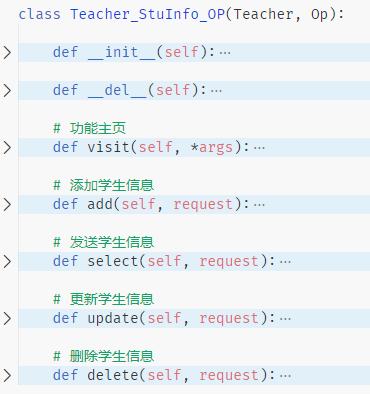 class Teacher_StuInfo_OP(Teacher, Op):
def __init__(self):…
def __del__(self):…
# 功能主页
def visit(self, *args):…
# 添加学生信息
def add(self, request):…
# 发送学生信息
def select(self, request):…
# 更新学生信息
def update(self, request):…
# 删除学生信息
def delete(self, request):…